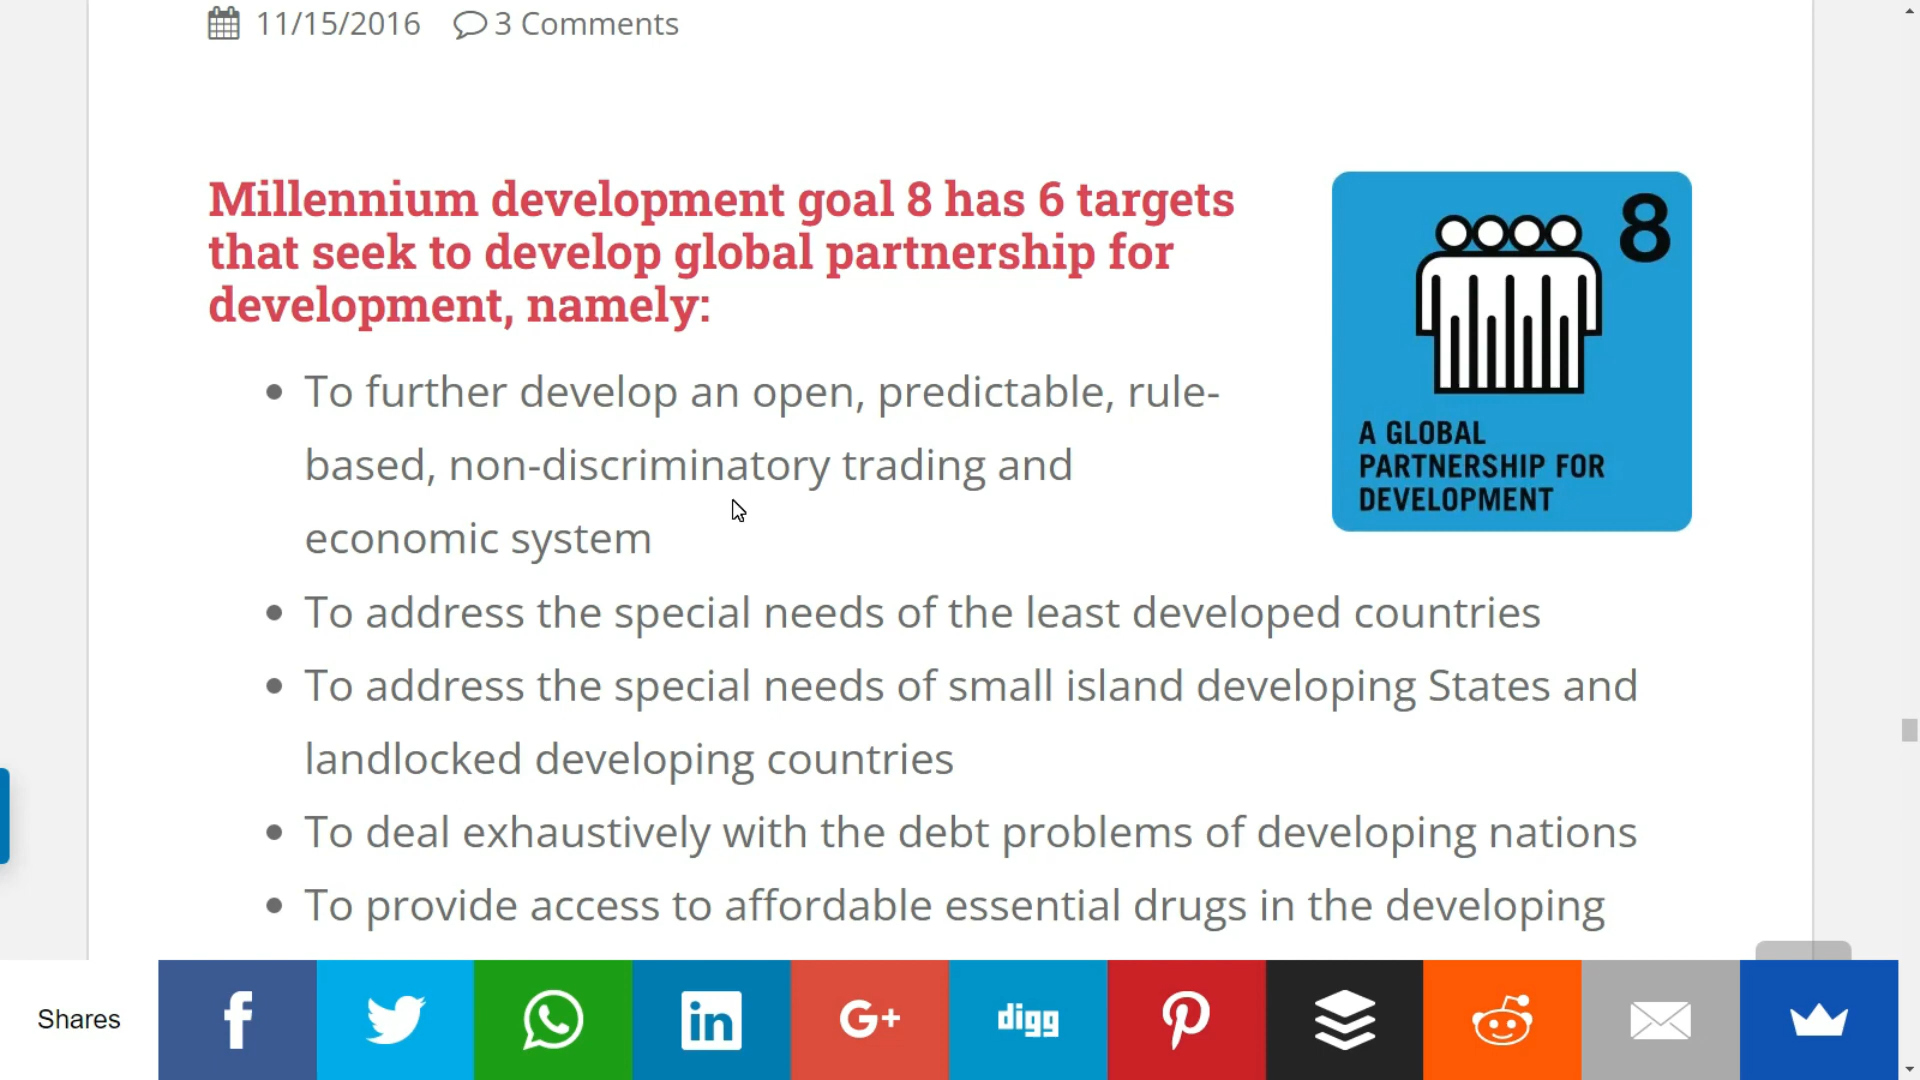 11/15/2016 3 Comments
Millennium development goal 8 has 6 targets
that seek to develop global partnership for
development, namely:
8
A GLOBAL
PARTNERSHIP FOR
DEVELOPMENT
• To further develop an open, predictable, rule-
based, non-discriminatory trading and
economic system
• To address the special needs of the least developed countries
• To address the special needs of small island developing States and
landlocked developing countries
• To deal exhaustively with the debt problems of developing nations
• To provide access to affordable essential drugs in the developing
Shares f in G+ digg